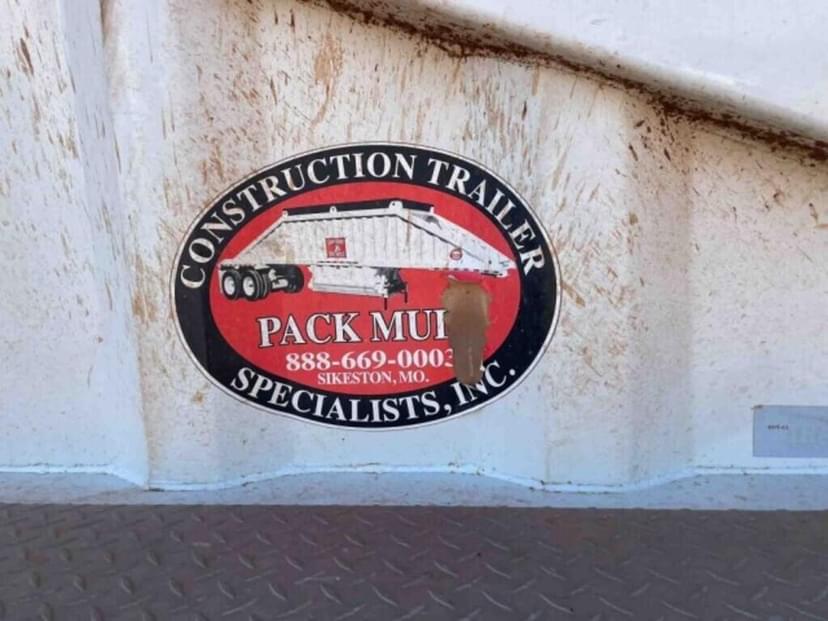 CONSTRUCTION TRAILER
PACK
888-669-0003
SIKESTON, MO.
SPECIALISTS, INC.